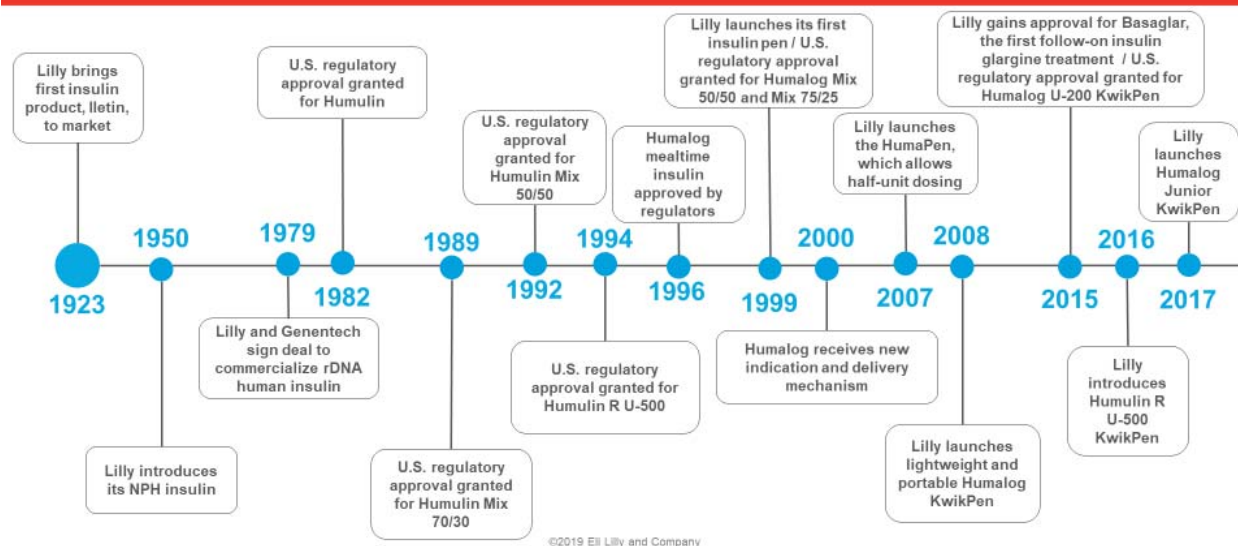 Lilly brings
first insulin
product, Iletin,
to market
1923
1950
Lilly introduces
its NPH insulin
1979
Lilly and Genentech
sign deal to
commercialize rDNA
human insulin
U.S. regulatory
approval granted
for Humulin
1982
1989
U.S. regulatory
approval granted
for Humulin Mix
70/30
U.S. regulatory
approval
granted for
Humulin Mix
50/50
1992
1994
U.S. regulatory
approval granted for
Humulin R U-500
Humalog
mealtime
insulin
approved by
regulators
1996
Lilly launches its first
insulin pen / U.S.
regulatory approval
granted for Humalog Mix
50/50 and Mix 75/25
1999
2000
Humalog receives new
indication and delivery
mechanism
Lilly launches
the HumaPen,
which allows
half-unit dosing
2007
2008
Lilly launches
lightweight and
portable Humalog
KwikPen
Lilly gains approval for Basaglar,
the first follow-on insulin
glargine treatment / U.S.
regulatory approval granted for
Humalog U-200 KwikPen
2015
2016
Lilly
introduces
Humulin R
U-500
KwikPen
Lilly
launches
Humalog
Junior
KwikPen
2017
©2019 Eli Lilly and Company